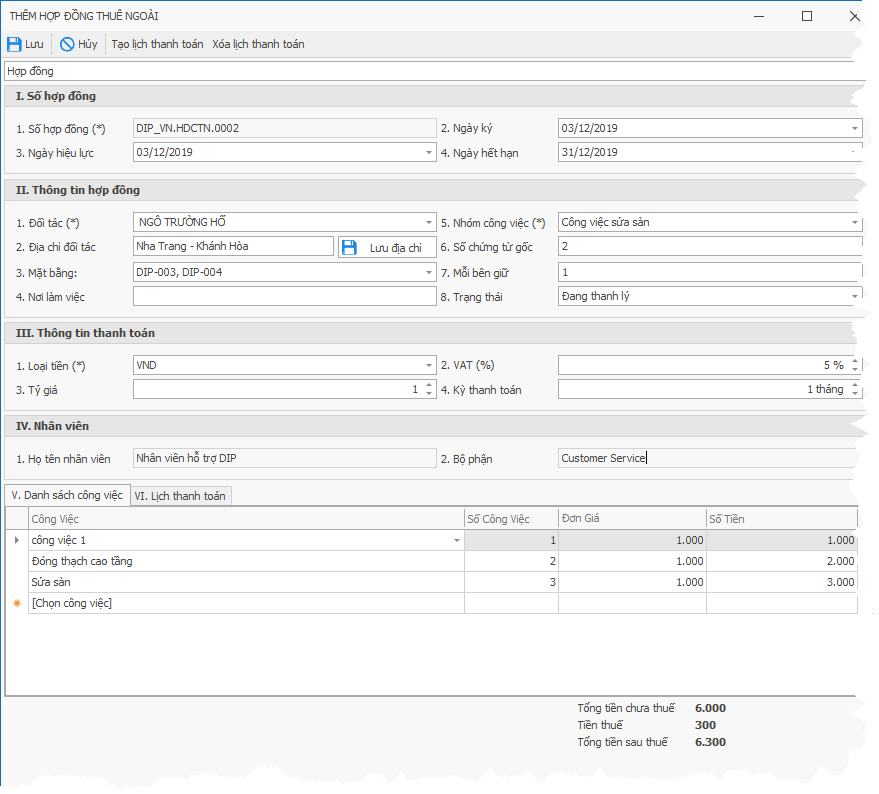 THÊM HỢP ĐỒNG THUÊ NGOÀI
Lưu Hủy Tạo lịch thanh toán Xóa lịch thanh toán
Hợp đồng
I. Số hợp đồng
1. Số hợp đồng (*) DIP_VN.HDCTN.0002 2. Ngày ký 03/12/2019
3. Ngày hiệu lực 03/12/2019 4. Ngày hết hạn 31/12/2019
II. Thông tin hợp đồng
1. Đối tác (*) NGÔ TRƯỜNG HỔ 5. Nhóm công việc (*) Công việc sửa sàn
2. Địa chỉ đối tác Nha Trang - Khánh Hòa Lưu địa chỉ 6. Số chứng từ gốc 2
3. Mặt bằng: DIP-003, DIP-004 7. Mỗi bên giữ 1
4. Nơi làm việc 8. Trạng thái Đang thanh lý
III. Thông tin thanh toán
1. Loại tiền (*) VND 2. VAT (%) 5 %
3. Tỷ giá 1 4. Kỳ thanh toán 1 tháng
IV. Nhân viên
1. Họ tên nhân viên Nhân viên hỗ trợ DIP 2. Bộ phận Customer Service
V. Danh sách công việc VI. Lịch thanh toán
Công Việc Số Công Việc Đơn Giá Số Tiền
công việc 1 1 1.000 1.000
Đóng thạch cao tầng 2 1.000 2.000
Sửa sàn 3 1.000 3.000
[Chọn công việc]
Tổng tiền chưa thuế 6.000
Tiền thuế 300
Tổng tiền sau thuế 6.300